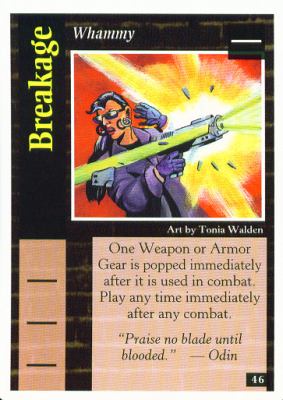 Breakage
Whammy
Art by Tonia Walden
One Weapon or Armor
Gear is popped immediately
after it is used in combat.
Play any time immediately
after any combat.
“Praise no blade until
blooded.” — Odin
46